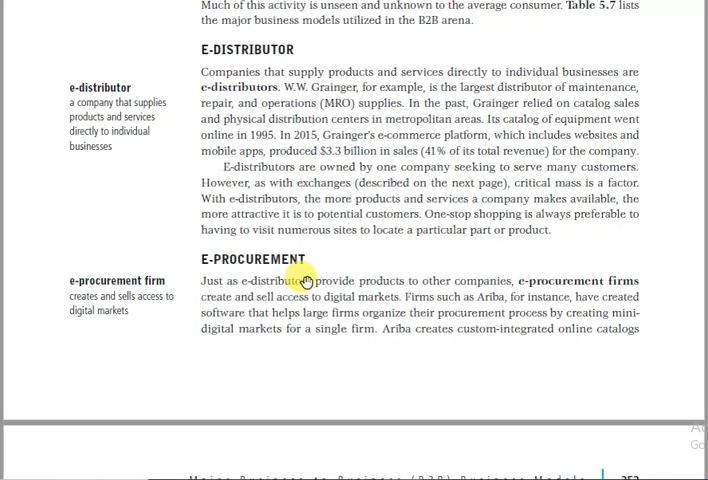 Much of this activity is unseen and unknown to the average consumer. Table 5.7 lists
the major business models utilized in the B2B arena.
E-DISTRIBUTOR
Companies that supply products and services directly to individual businesses are
e-distributors. W.W. Grainger, for example, is the largest distributor of maintenance,
repair, and operations (MRO) supplies. In the past, Grainger relied on catalog sales
and physical distribution centers in metropolitan areas. Its catalog of equipment went
online in 1995. In 2015, Grainger's e-commerce platform, which includes websites and
mobile apps, produced $3.3 billion in sales (41% of its total revenue) for the company.
e-distributor
a company that supplies
products and services
directly to individual
businesses
E-distributors are owned by one company seeking to serve many customers.
However, as with exchanges (described on the next page), critical mass is a factor.
With e-distributors, the more products and services a company makes available, the
more attractive it is to potential customers. One-stop shopping is always preferable to
having to visit numerous sites to locate a particular part or product.
E-PROCUREMENT
e-procurement firm
creates and sells access to
digital markets
Just as e-distributors provide products to other companies, e-procurement firms
create and sell access to digital markets. Firms such as Ariba, for instance, have created
software that helps large firms organize their procurement process by creating mini-
digital markets for a single firm. Ariba creates custom-integrated online catalogs